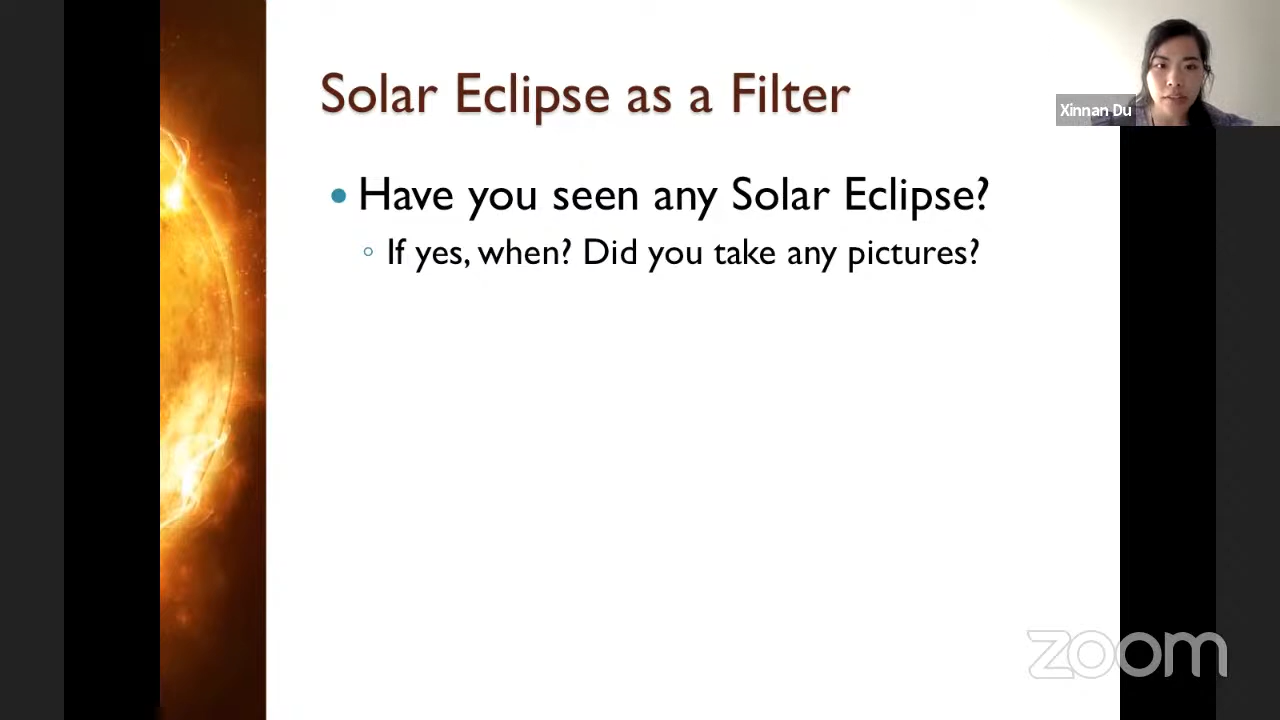 Solar Eclipse as a Filter
Xinnan Du
Have you seen any Solar Eclipse?
If yes, when? Did you take any pictures?
zoom